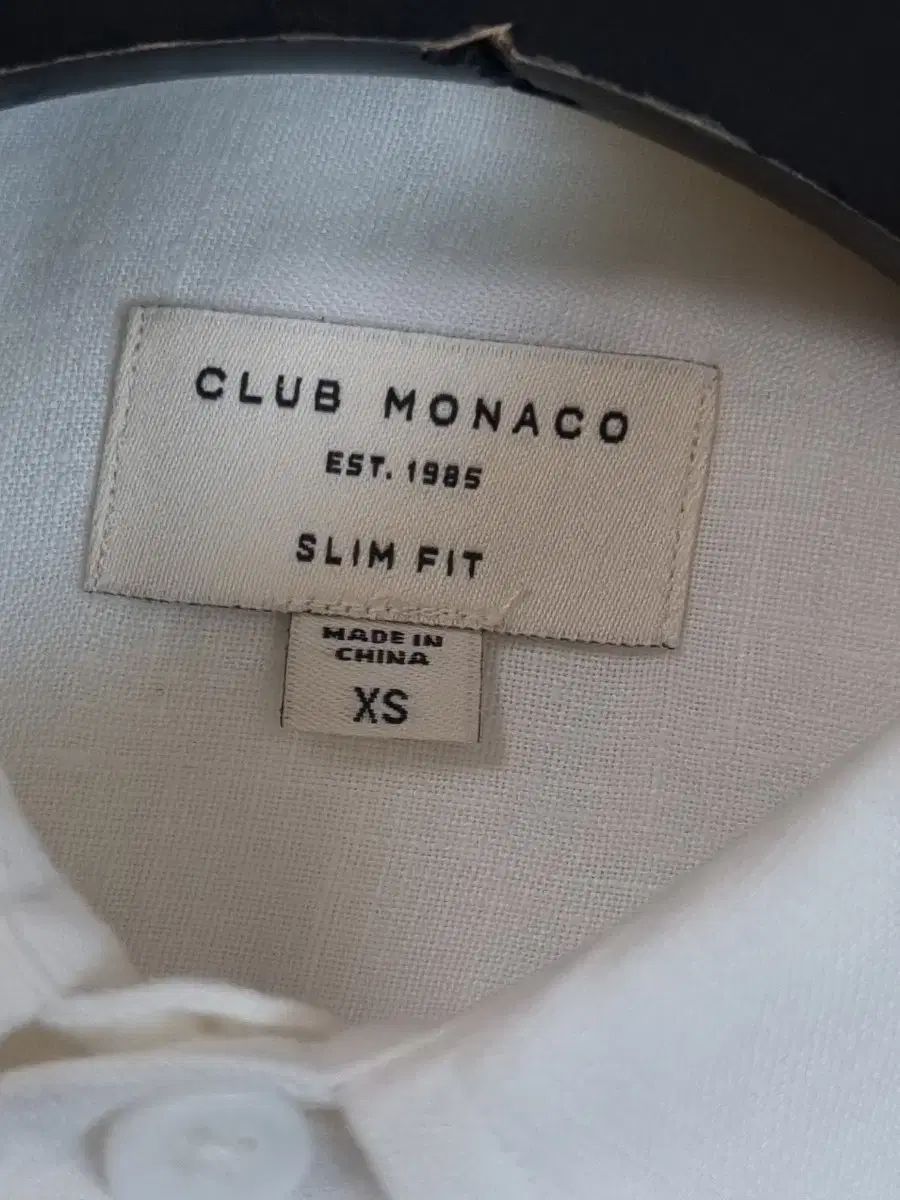 CLUB MONACO
EST. 1985
SLIM FIT
MADE IN
CHINA
XS